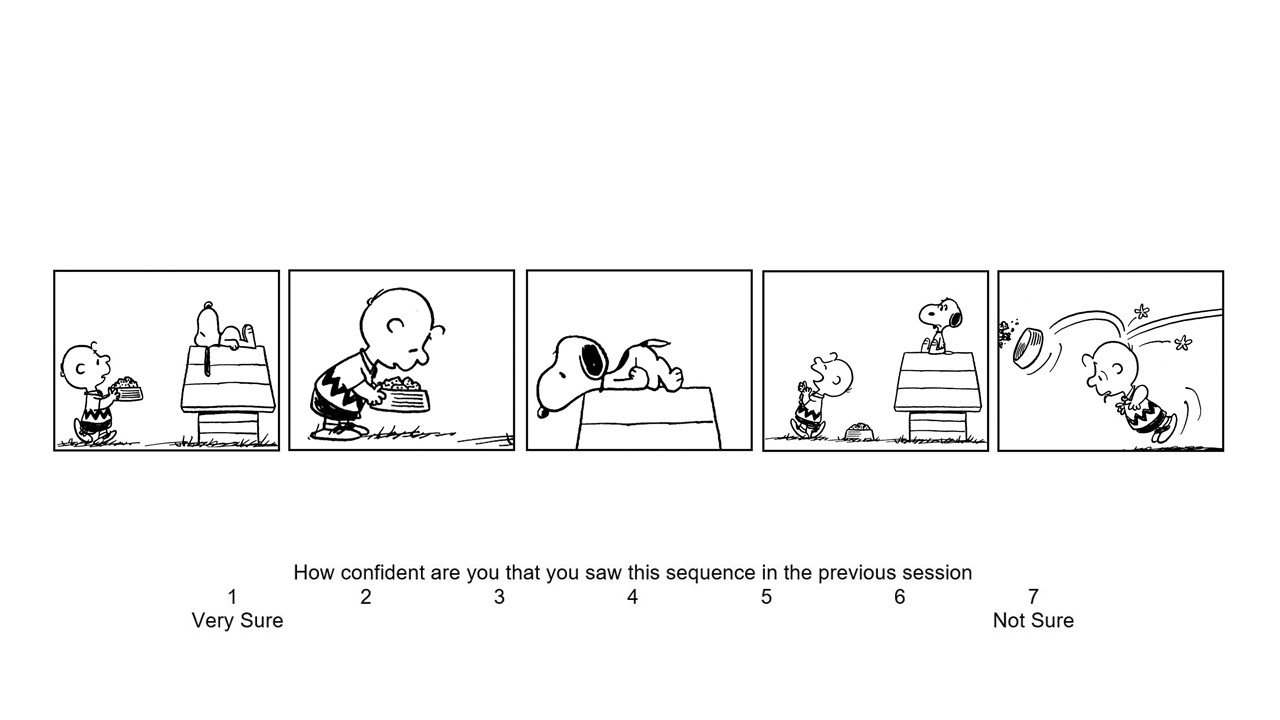 How confident are you that you saw this sequence in the previous session
1 2 3 4 5 6 7
Very Sure Not Sure